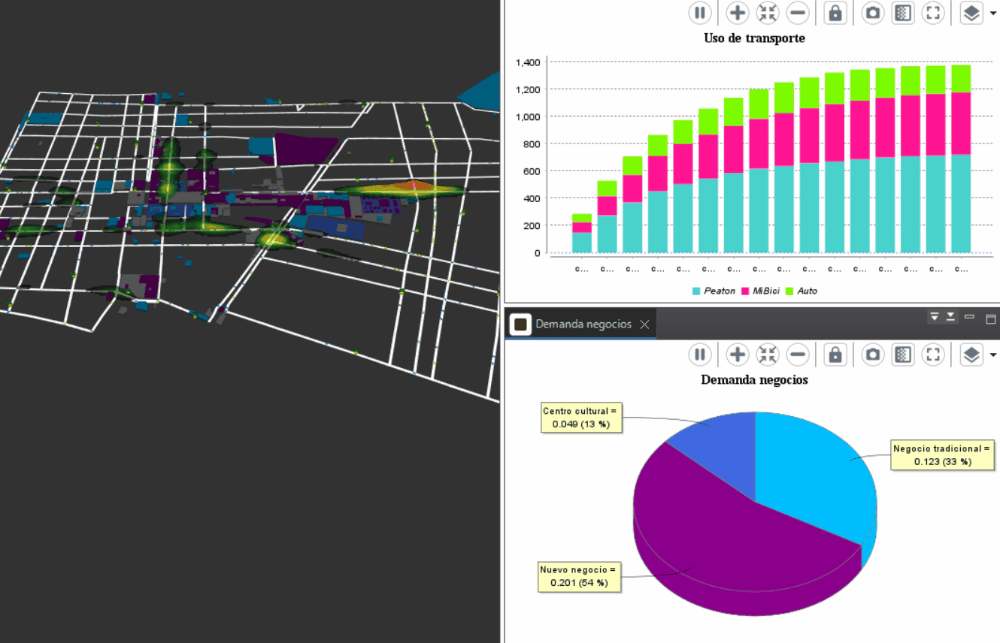 Uso de transporte
1,400
1,200
1,000
800
600
400
200
0
c... c... c... c... c... c... c... c... c... c... c... c... c... c... c... c...
Peaton MiBici Auto
Demanda negocios
Demanda negocios
Centro cultural =
0.049 (13 %)
Negocio tradicional =
0.123 (33 %)
Nuevo negocio =
0.201 (54 %)